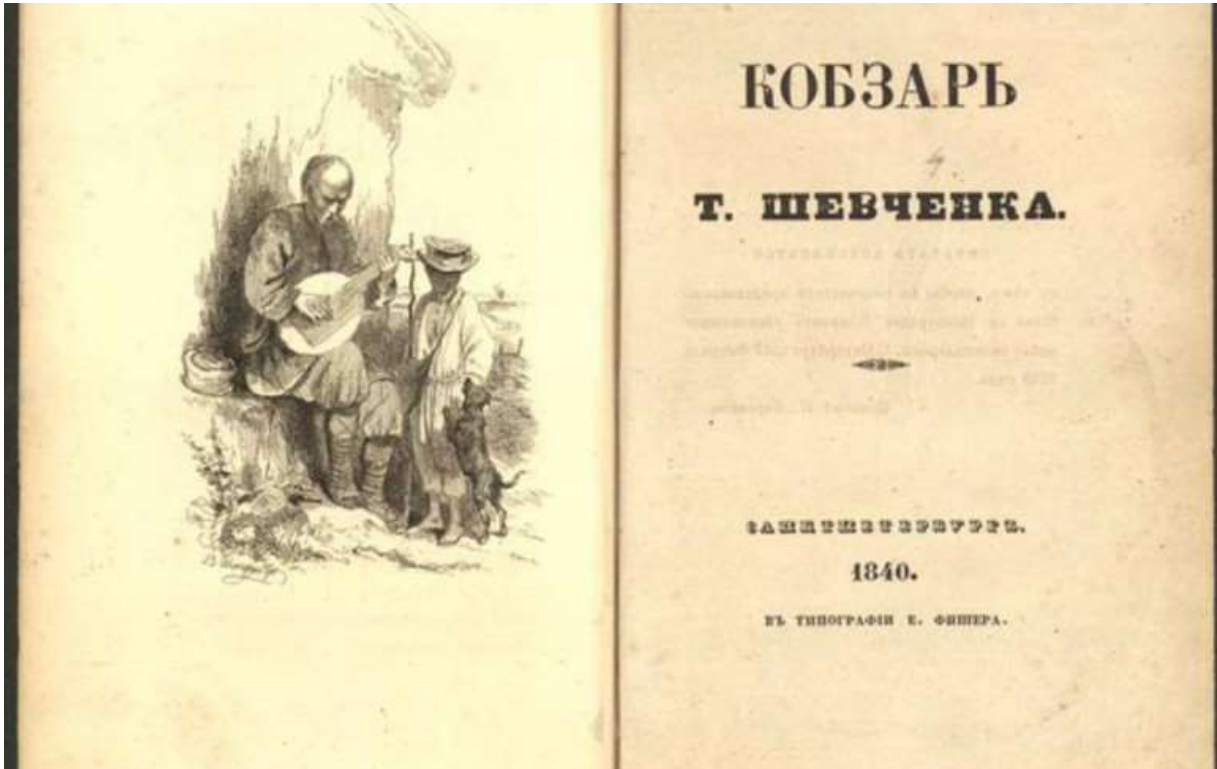 КОБЗАРЬ
Т. ШЕВЧЕНКА.
САНКТПЕТЕРБУРГЪ.
1840.
ВЪ ТИПОГРАФІИ Е. ФИШЕРА.